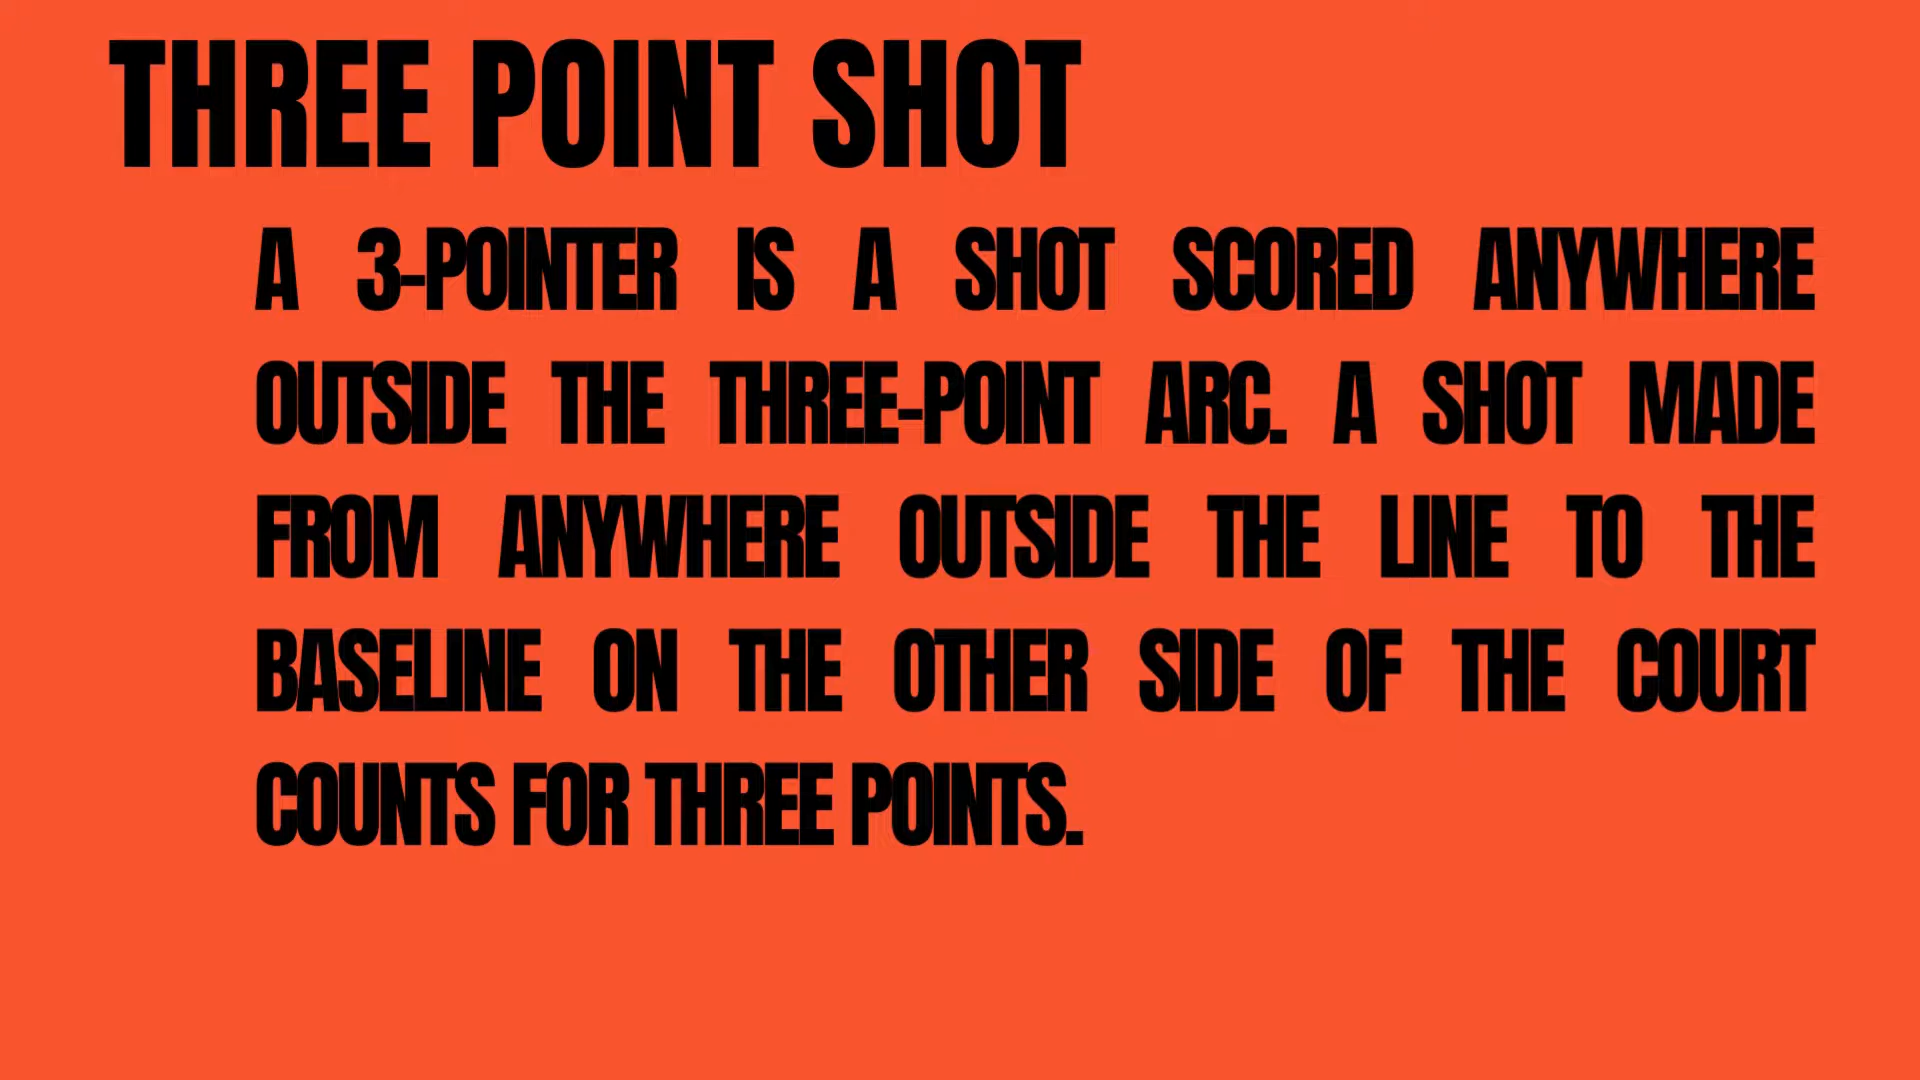 THREE POINT SHOT
A 3-POINTER IS A SHOT SCORED ANYWHERE
OUTSIDE THE THREE-POINT ARC. A SHOT MADE
FROM ANYWHERE OUTSIDE THE LINE TO THE
BASELINE ON THE OTHER SIDE OF THE COURT
COUNTS FOR THREE POINTS.